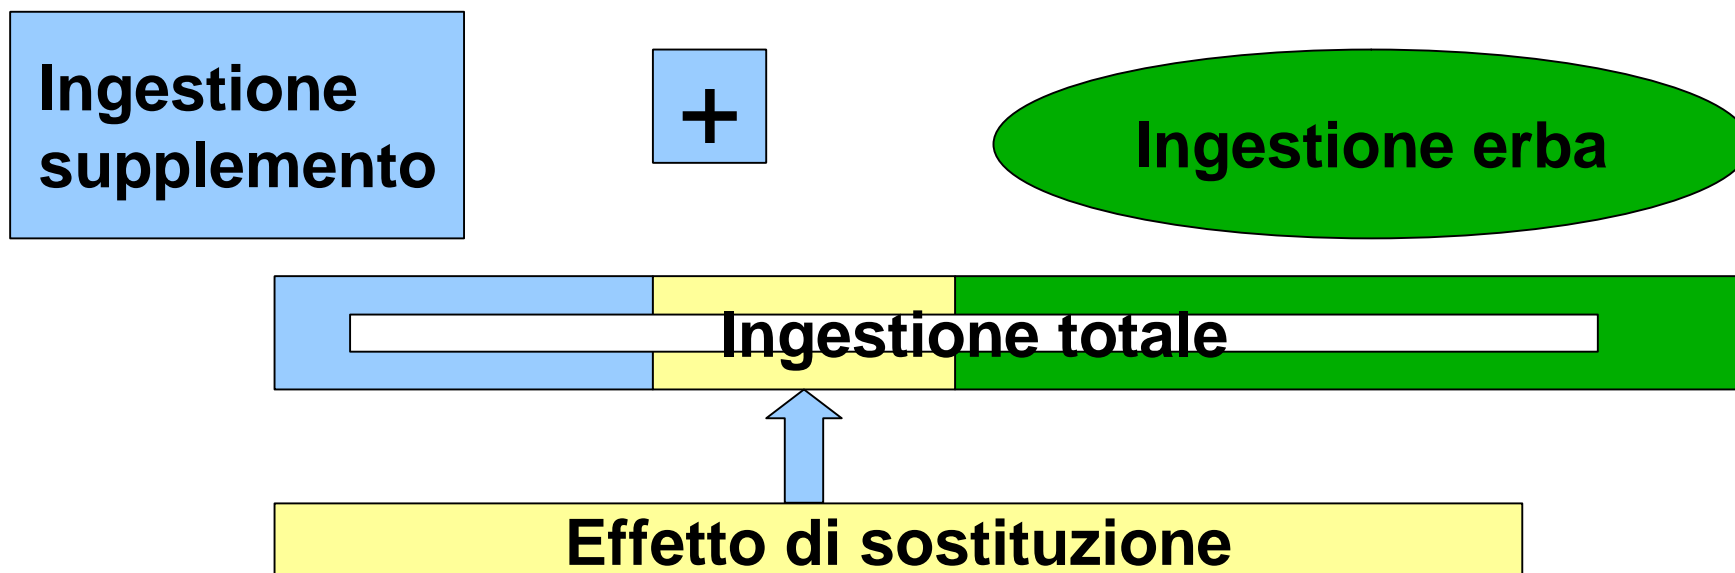 Ingestione
supplemento
+
Ingestione erba
Ingestione totale
Effetto di sostituzione